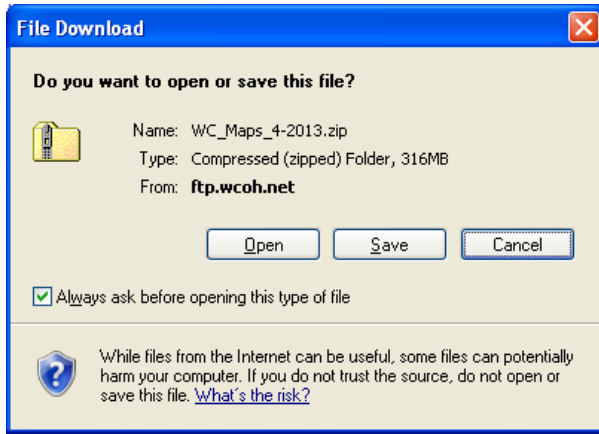 File Download
Do you want to open or save this file?
Name: WC_Maps_4-2013.zip
Type: Compressed (zipped) Folder, 316MB
From: ftp.wcoh.net
Open Save Cancel
Always ask before opening this type of file
While files from the Internet can be useful, some files can potentially
harm your computer. If you do not trust the source, do not open or
save this file. What's the risk?